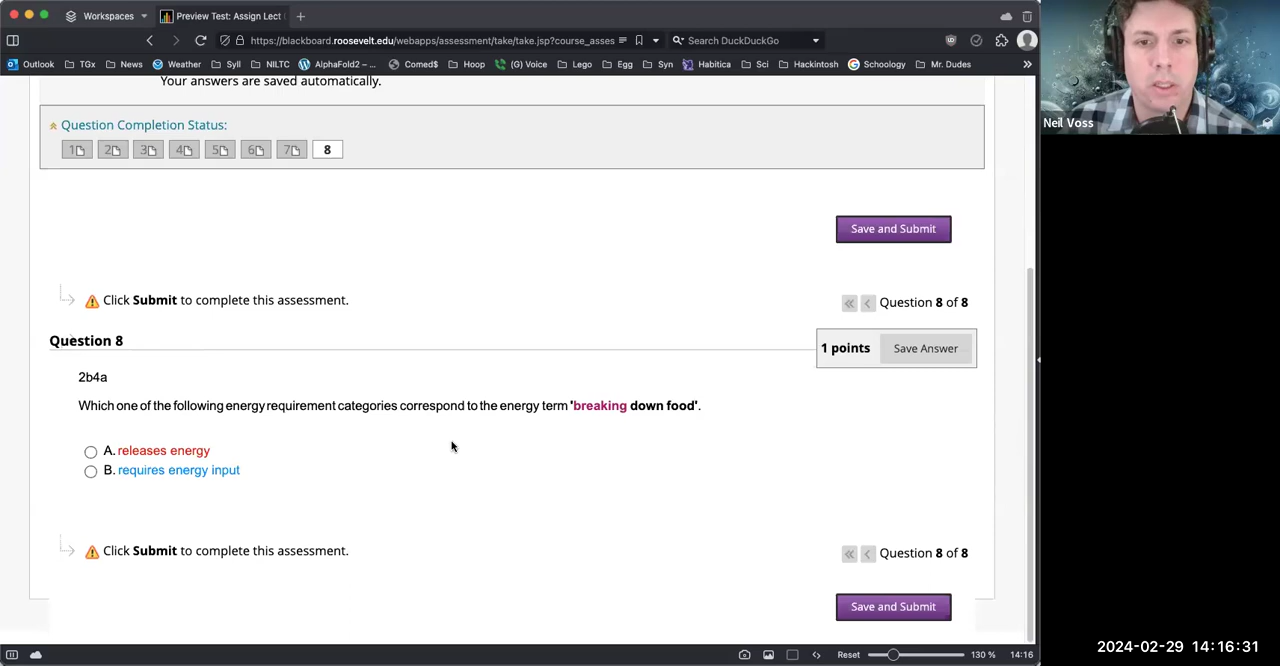 Workspaces
Preview Test: Assign Lect
https://blackboard.roosevelt.edu/webapps/assessment/take/take.jsp?course_asses
Search DuckDuckGo
Outlook TGx News Weather Syll NILTC AlphaFold2 – ... Comed$ Hoop (G) Voice Lego Egg Syn Habitica Sci Hackintosh Schoology Mr. Dudes
Your answers are saved automatically.
Neil Voss
Question Completion Status:
1 2 3 4 5 6 7 8
Save and Submit
Click Submit to complete this assessment.
Question 8 of 8
Question 8
1 points
Save Answer
2b4a
Which one of the following energy requirement categories correspond to the energy term 'breaking down food'.
A. releases energy
B. requires energy input
Click Submit to complete this assessment.
Question 8 of 8
Save and Submit
2024-02-29 14:16:31
Reset 130 % 14:16